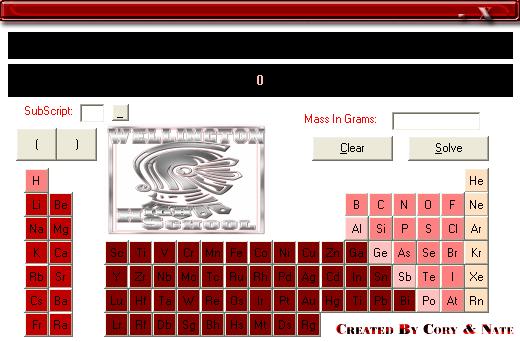 - X
0
SubScript: _
Mass In Grams:
( ) Clear Solve
WELLINGTON
SCHOOL
H He
Li Be B C N O F Ne
Na Mg Al Si P S Cl Ar
K Ca Sc Ti V Cr Mn Fe Co Ni Cu Zn Ga Ge As Se Br Kr
Rb Sr Y Zr Nb Mo Tc Ru Rh Pd Ag Cd In Sn Sb Te I Xe
Cs Ba Lu Hf Ta W Re Os Ir Pt Au Hg Tl Pb Bi Po At Rn
Fr Ra Lr Rf Db Sg Bh Hs Mt Ds Rg
CREATED BY CORY & NATE